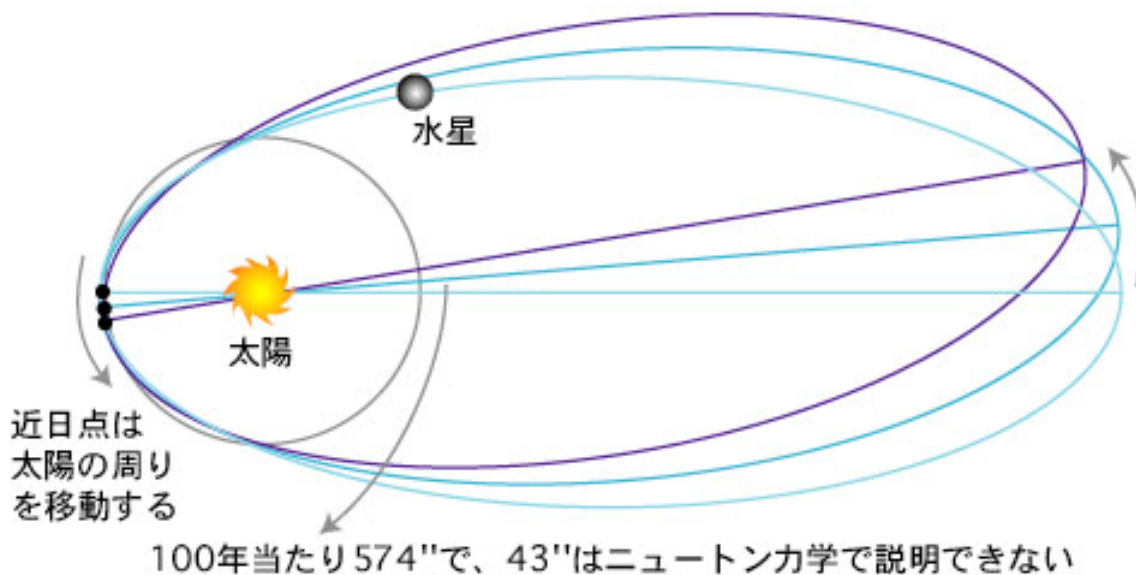 水星
太陽
近日点は
太陽の周り
を移動する
100年当たり574''で、43''はニュートン力学で説明できない